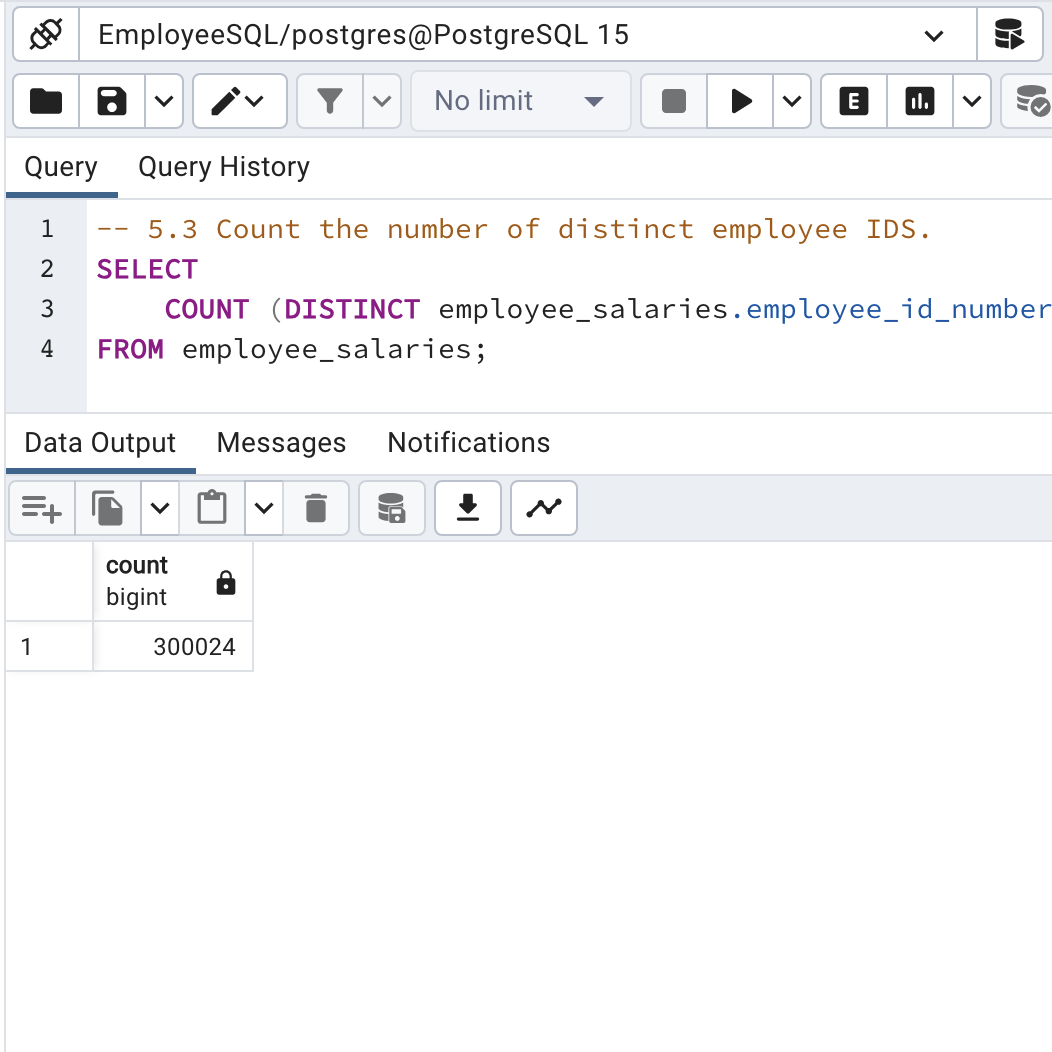 EmployeeSQL/postgres@PostgreSQL 15
No limit
E
Query Query History
1 -- 5.3 Count the number of distinct employee IDS.
2 SELECT
3 COUNT (DISTINCT employee_salaries.employee_id_number
4 FROM employee_salaries;
Data Output Messages Notifications
count
bigint
1 300024